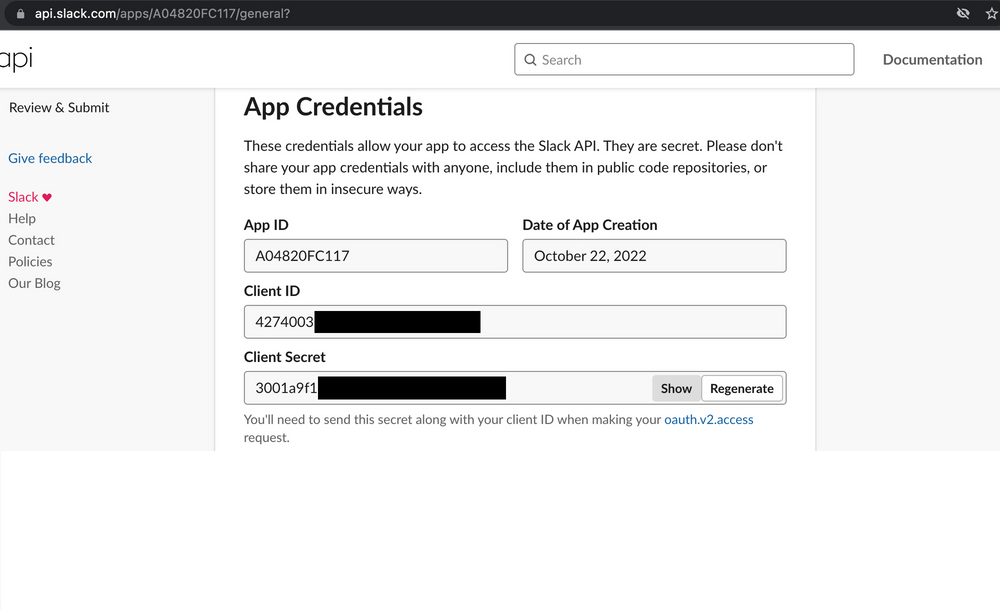 api.slack.com/apps/A04820FC117/general?
api
Search
Documentation
Review & Submit
Give feedback
Slack
Help
Contact
Policies
Our Blog
App Credentials
These credentials allow your app to access the Slack API. They are secret. Please don't
share your app credentials with anyone, include them in public code repositories, or
store them in insecure ways.
App ID
Date of App Creation
A04820FC117
October 22, 2022
Client ID
4274003
Client Secret
3001a9f1
Show
Regenerate
You'll need to send this secret along with your client ID when making your oauth.v2.access
request.